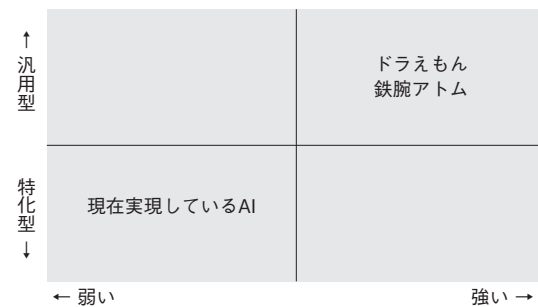 ↑
汎用型
ドラえもん
鉄腕アトム
特化型
↓
現在実現しているAI
← 弱い
強い →